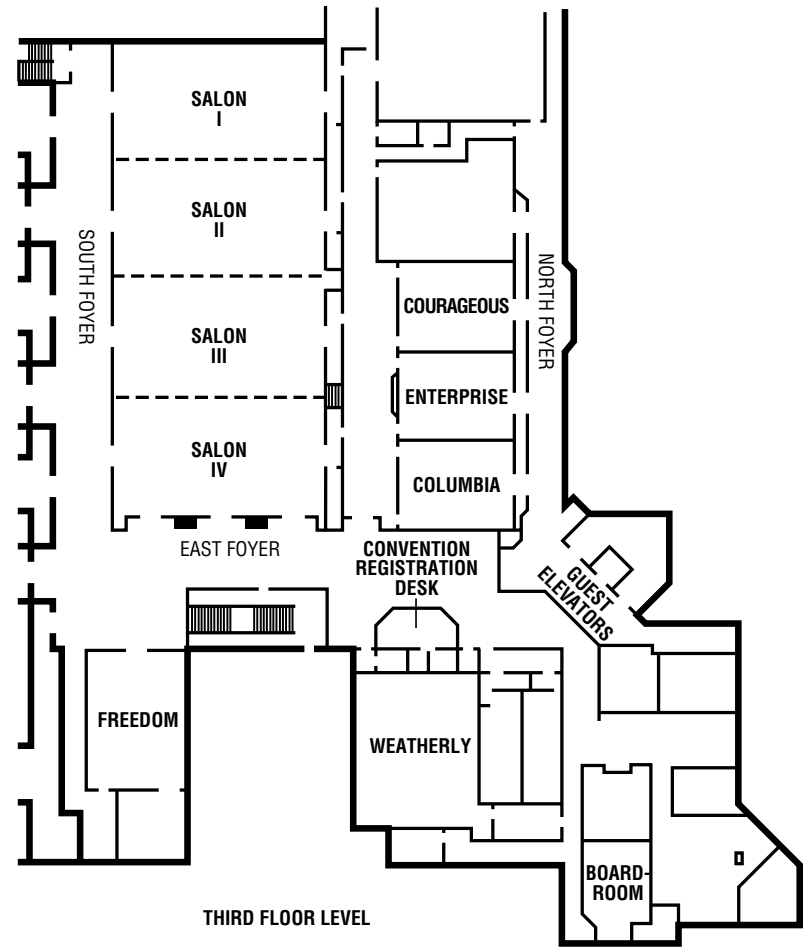 SALON
I
SALON
II
SOUTH FOYER
NORTH FOYER
COURAGEOUS
SALON
III
ENTERPRISE
SALON
IV
COLUMBIA
EAST FOYER
CONVENTION
REGISTRATION
DESK
GUEST
ELEVATORS
FREEDOM
WEATHERLY
BOARD-
ROOM
THIRD FLOOR LEVEL